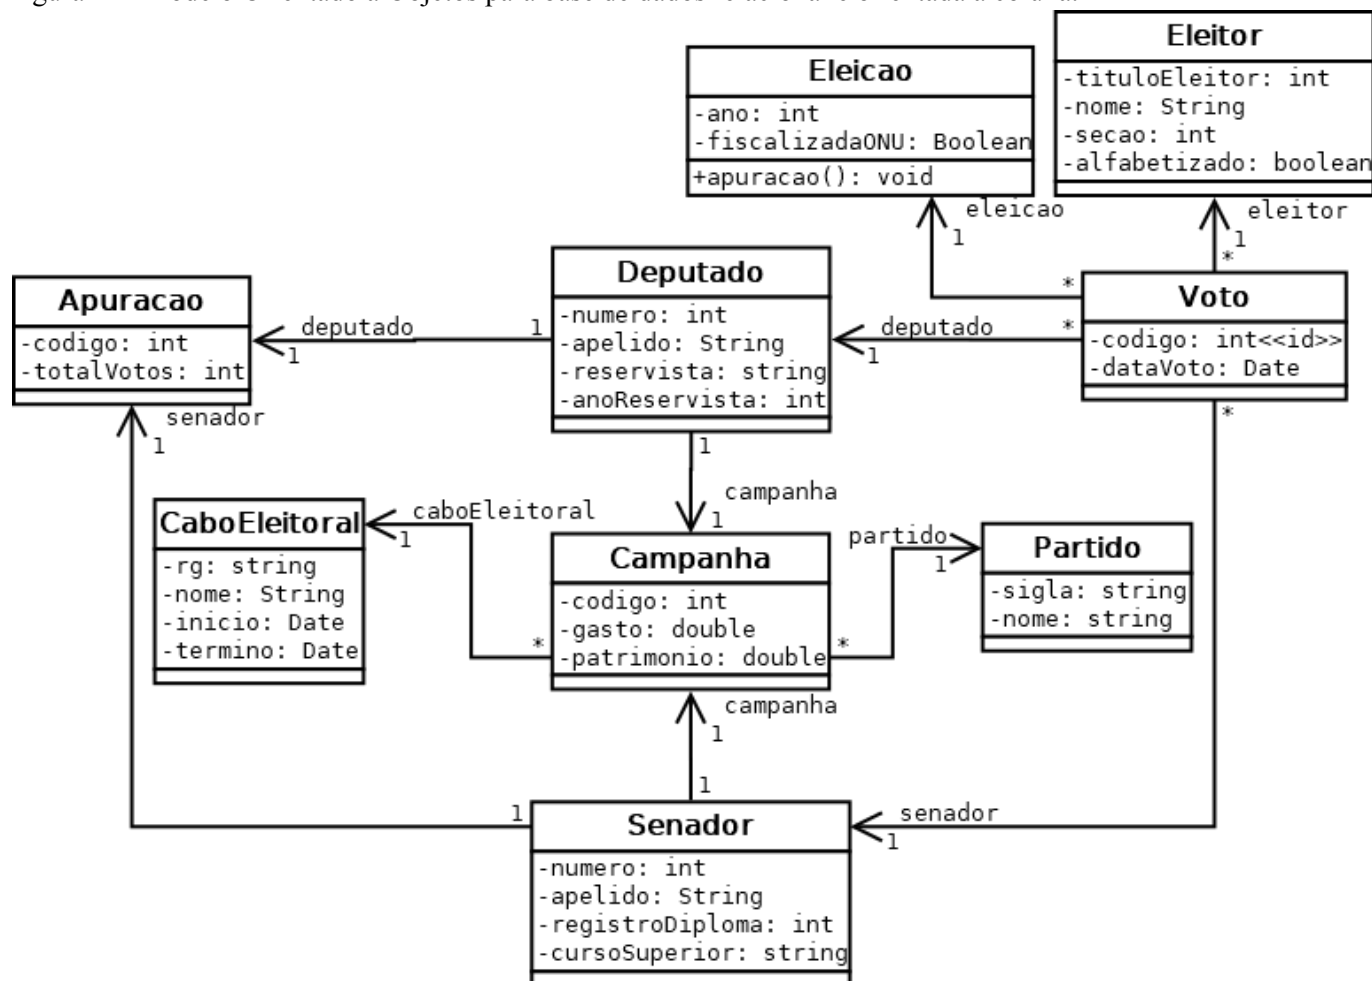 Eleitor
-tituloEleitor: int
-nome: String
-secao: int
-alfabetizado: boolean
Eleicao
-ano: int
-fiscalizadaONU: Boolean
+apuracao(): void
eleicao
1
eleitor
1
*
*
Deputado
-numero: int
-apelido: String
-reservista: string
-anoReservista: int
Voto
-codigo: int<<id>>
-dataVoto: Date
Apuracao
-codigo: int
-totalVotos: int
deputado
1
1
deputado
*
1
senador
1
*
1
campanha
1
CaboEleitoral
-rg: string
-nome: String
-inicio: Date
-termino: Date
caboEleitoral
1
*
Campanha
-codigo: int
-gasto: double
-patrimonio: double
partido
1
*
Partido
-sigla: string
-nome: string
campanha
1
1
1
senador
1
Senador
-numero: int
-apelido: String
-registroDiploma: int
-cursoSuperior: string